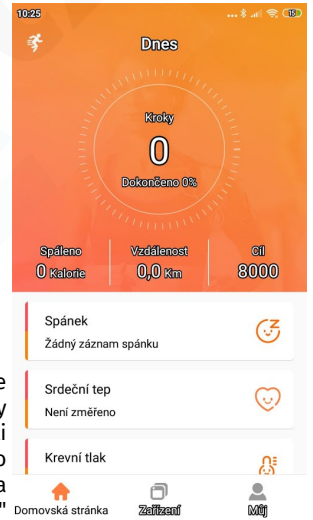 10:25
15
Dnes
Kroky
0
Dokončeno 0%
Spáleno
Vzdálenost
Cíl
0 Kalorie
0,0 Km
8000
Spánek
Žádný záznam spánku
Srdeční tep
Není změřeno
Krevní tlak
e
y
i
o
a
"
Domovská stránka
Zařízení
Můj